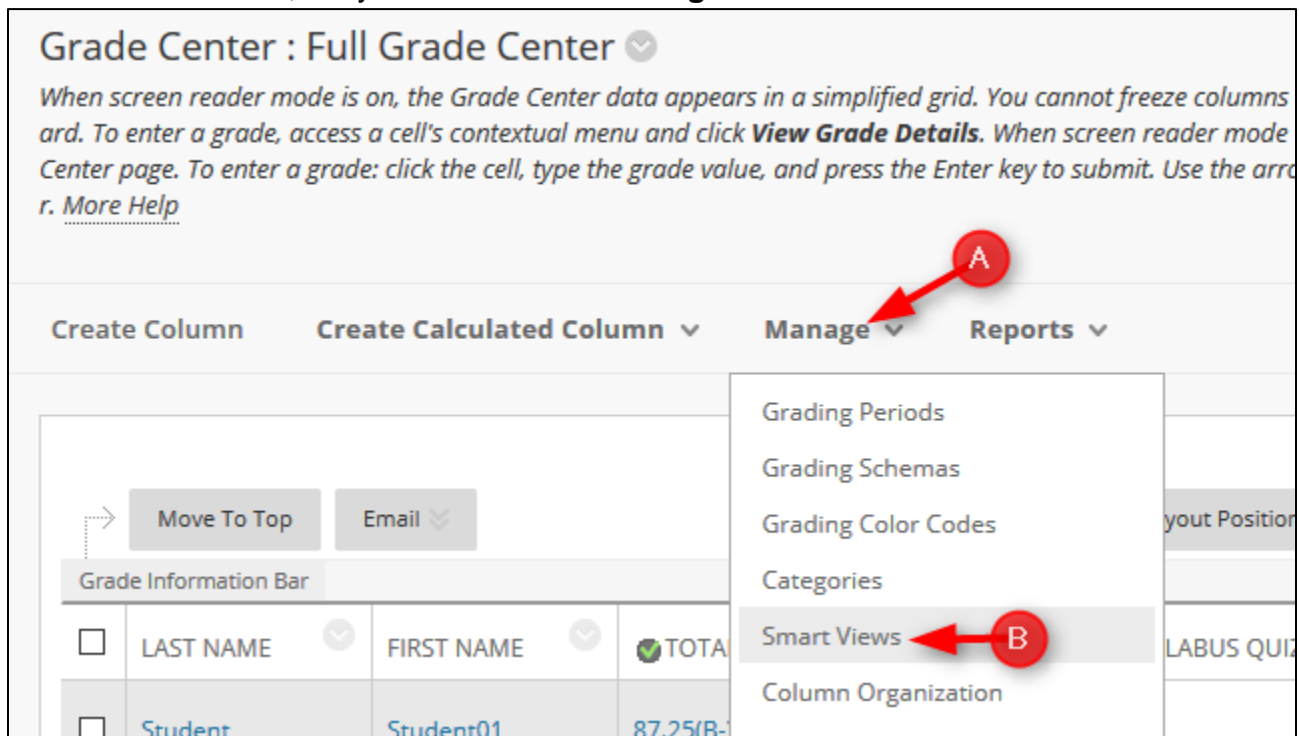 Grade Center : Full Grade Center
When screen reader mode is on, the Grade Center data appears in a simplified grid. You cannot freeze columns
ard. To enter a grade, access a cell's contextual menu and click View Grade Details. When screen reader mode
Center page. To enter a grade: click the cell, type the grade value, and press the Enter key to submit. Use the arro
r. More Help
A
Create Column Create Calculated Column Manage Reports
Grading Periods
Grading Schemas
Move To Top Email Grading Color Codes yout Position
Grade Information Bar Categories
LAST NAME FIRST NAME TOTAL Smart Views B LABUS QUIZ
Column Organization
Student Student01 87.25(B-